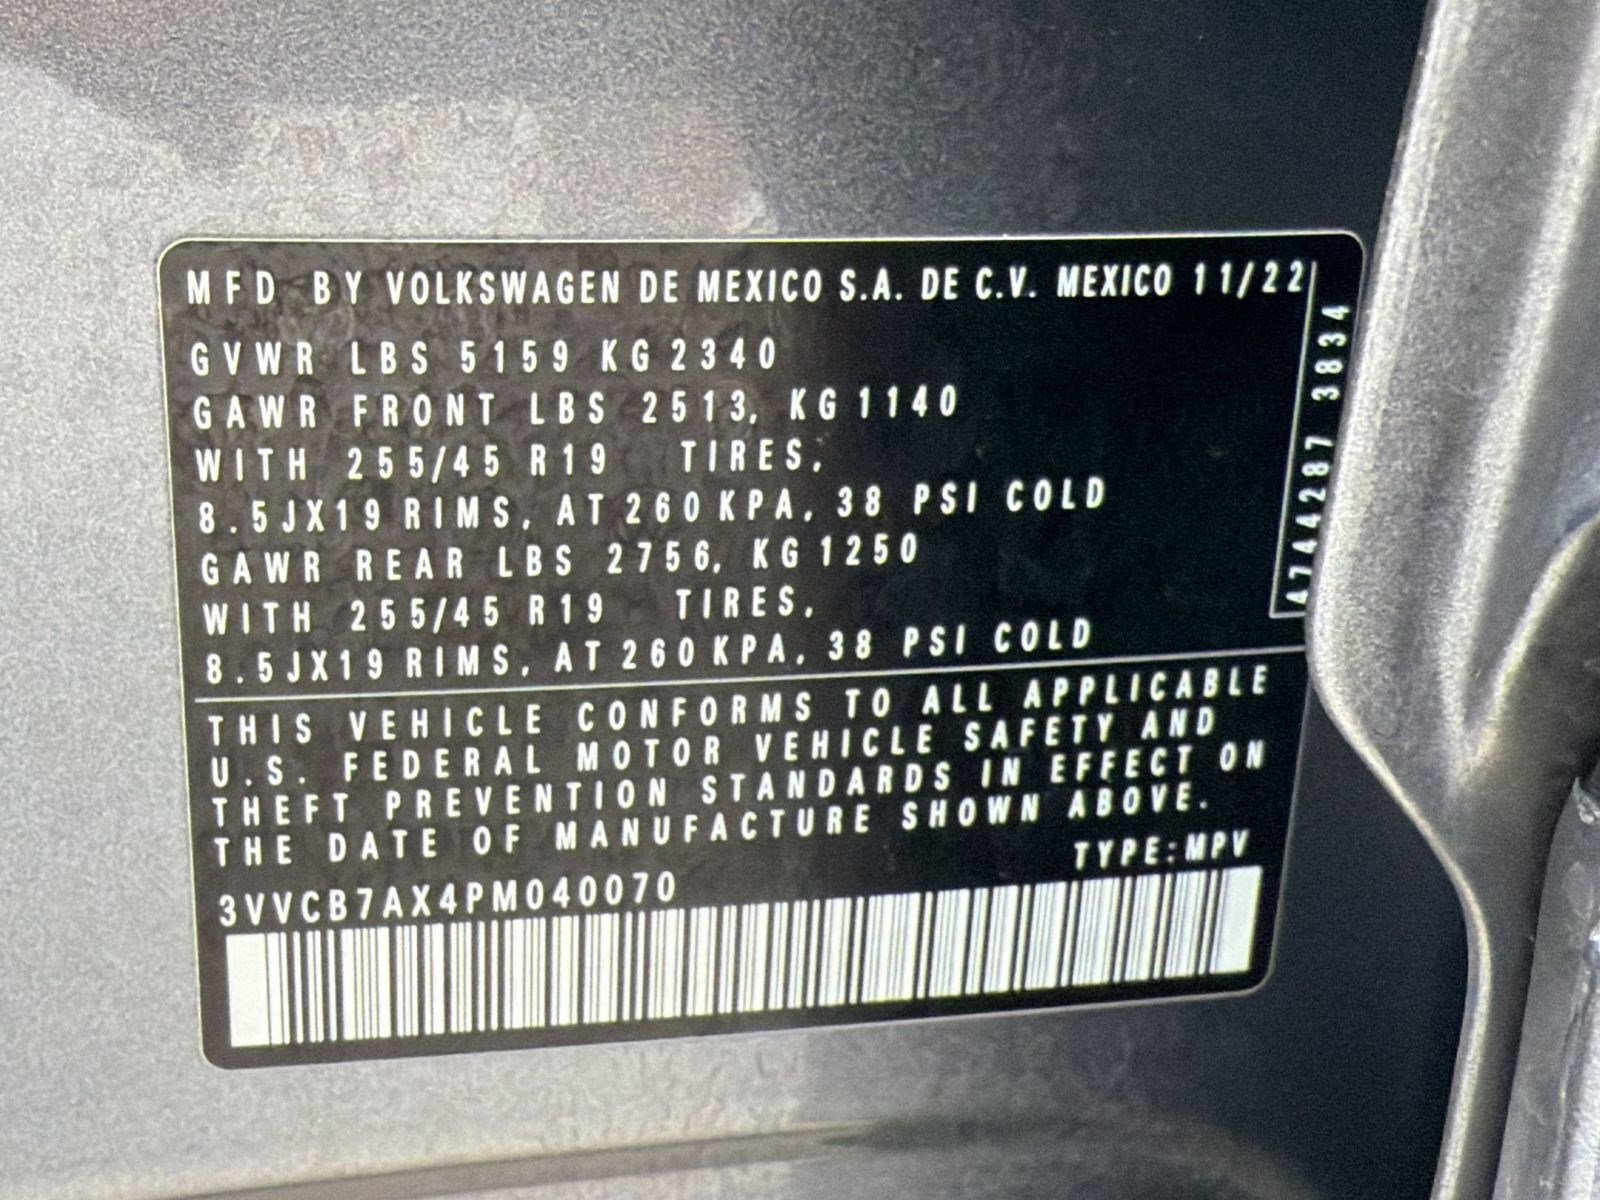 MFD BY VOLKSWAGEN DE MEXICO S.A. DE C.V. MEXICO 11/22
GVWR LBS 5159 KG 2340
GAWR FRONT LBS 2513, KG 1140
WITH 255/45 R19 TIRES,
8.5JX19 RIMS, AT 260 KPA, 38 PSI COLD
GAWR REAR LBS 2756, KG 1250
WITH 255/45 R19 TIRES,
8.5JX19 RIMS, AT 260 KPA, 38 PSI COLD
47444287 3834
THIS VEHICLE CONFORMS TO ALL APPLICABLE
U.S. FEDERAL MOTOR VEHICLE SAFETY AND
THEFT PREVENTION STANDARDS IN EFFECT ON
THE DATE OF MANUFACTURE SHOWN ABOVE.
TYPE:MPV
3VVCB7AX4PM040070